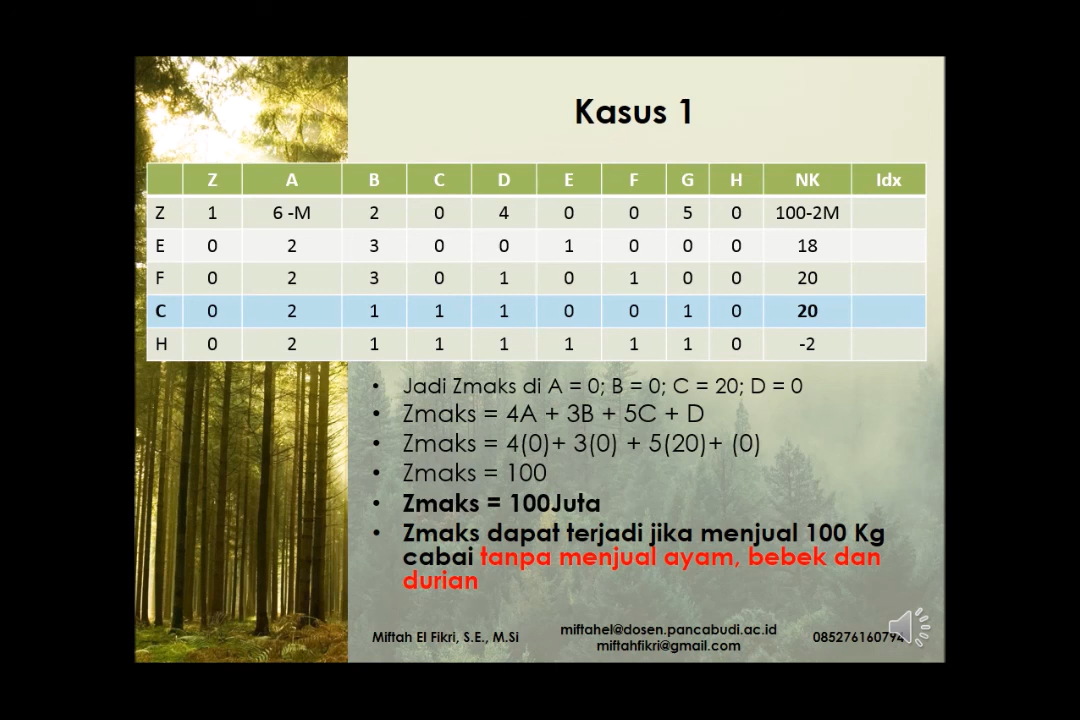 Kasus 1
Z A B C D E F G H NK Idx
Z 1 6 -M 2 0 4 0 0 5 0 100-2M
E 0 2 3 0 0 1 0 0 0 18
F 0 2 3 0 1 0 1 0 0 20
C 0 2 1 1 1 0 0 1 0 20
H 0 2 1 1 1 1 1 1 0 -2
• Jadi Zmaks di A = 0; B = 0; C = 20; D = 0
• Zmaks = 4A + 3B + 5C + D
• Zmaks = 4(0)+ 3(0) + 5(20)+ (0)
• Zmaks = 100
• Zmaks = 100Juta
• Zmaks dapat terjadi jika menjual 100 Kg
cabai tanpa menjual ayam, bebek dan
durian
Miftah El Fikri, S.E., M.Si
miftahel@dosen.pancabudi.ac.id
miftahfikri@gmail.com
085276160794